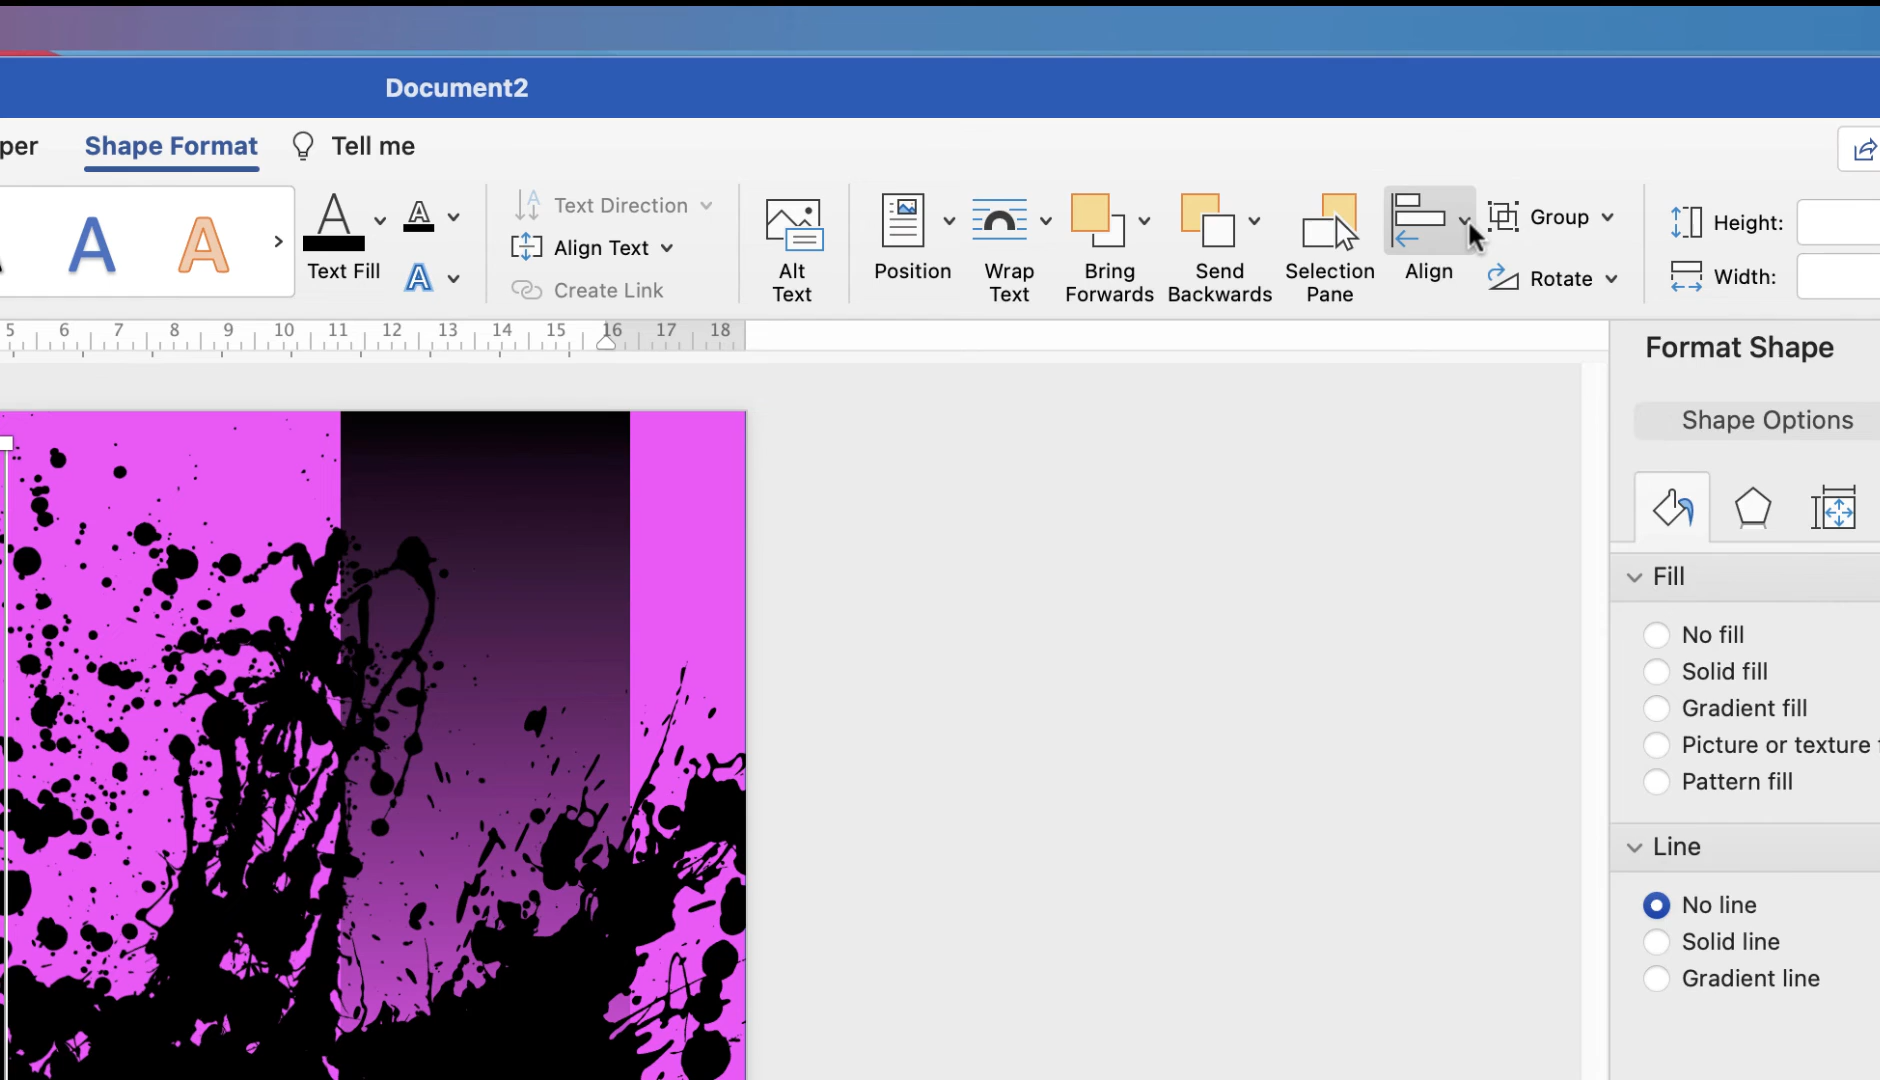 Document2
per Shape Format Tell me
Text Fill
Text Direction
Align Text
Create Link
Alt
Text
Position
Wrap
Text
Bring
Forwards
Send
Backwards
Selection
Pane
Align
Group
Rotate
Height:
Width:
5 6 7 8 9 10 11 12 13 14 15 16 17 18
Format Shape
Shape Options
Fill
No fill
Solid fill
Gradient fill
Picture or texture
Pattern fill
Line
No line
Solid line
Gradient line